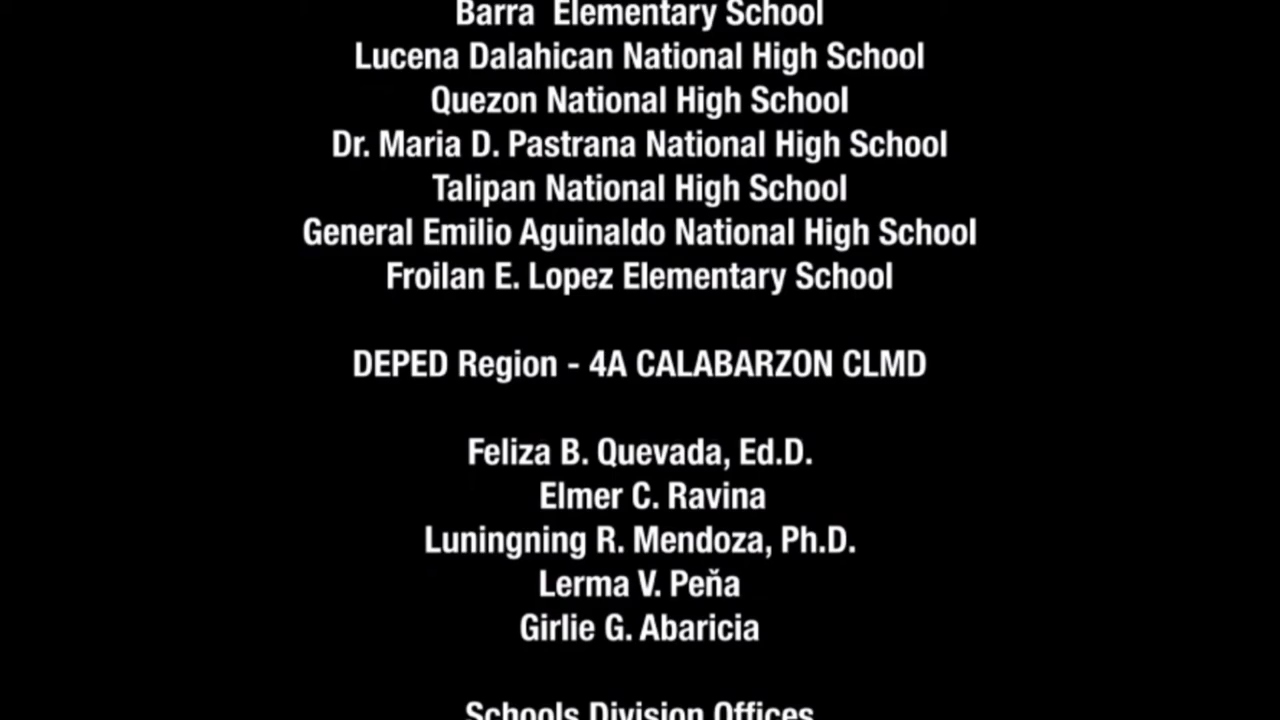 Barra Elementary School
Lucena Dalahican National High School
Quezon National High School
Dr. Maria D. Pastrana National High School
Talipan National High School
General Emilio Aguinaldo National High School
Froilan E. Lopez Elementary School
DEPED Region - 4A CALABARZON CLMD
Feliza B. Quevada, Ed.D.
Elmer C. Ravina
Luningning R. Mendoza, Ph.D.
Lerma V. Peňa
Girlie G. Abaricia
Schools Division Offices